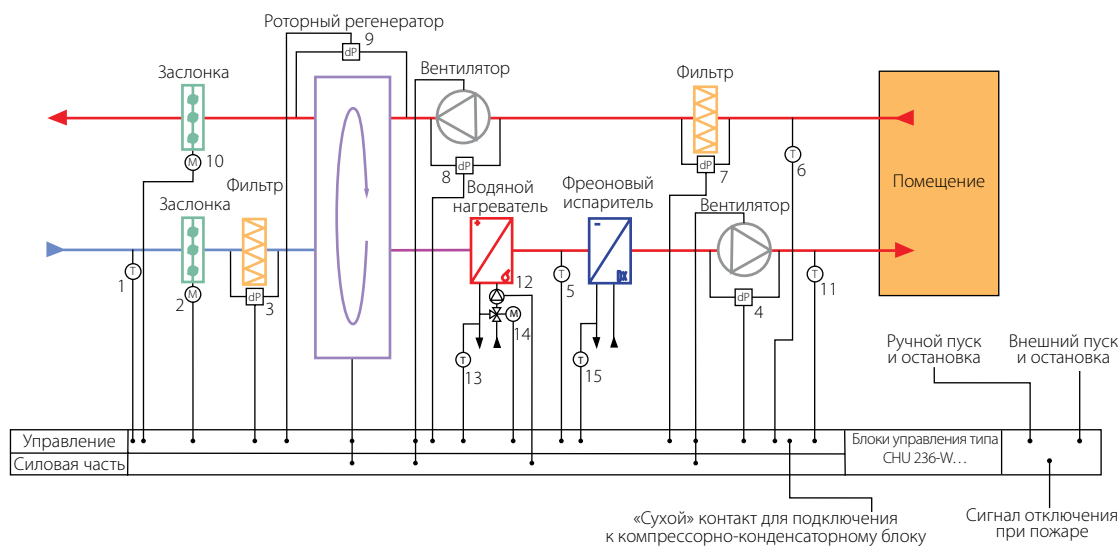 Роторный регенератор
9
dP
Заслонка
Вентилятор
Фильтр
M
10
dP
8
dP
7
T
6
Помещение
Фильтр
Заслонка
Водяной
нагреватель
Фреоновый
испаритель
Вентилятор
+
-
б
Dx
T
1
M
2
dP
3
12
M
14
T
5
dP
4
T
11
T
13
T
15
Ручной пуск
и остановка
Внешний пуск
и остановка
Управление
Силовая часть
Блоки управления типа
CHU 236-W...
«Сухой» контакт для подключения
к компрессорно-конденсаторному блоку
Сигнал отключения
при пожаре